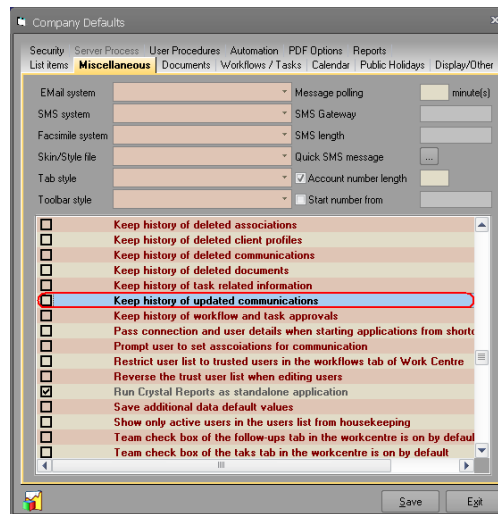 Company Defaults
Security Server Process User Procedures Automation PDF Options Reports
List items Miscellaneous Documents Workflows / Tasks Calendar Public Holidays Display/Other
EMail system Message polling minute(s)
SMS system SMS Gateway
Facsimile system SMS length
Skin/Style file Quick SMS message ...
Tab style Account number length
Toolbar style Start number from
Keep history of deleted associations
Keep history of deleted client profiles
Keep history of deleted communications
Keep history of deleted documents
Keep history of task related information
Keep history of updated communications
Keep history of workflow and task approvals
Pass connection and user details when starting applications from shortc
Prompt user to set asscoiations for communication
Restrict user list to trusted users in the workflows tab of Work Centre
Reverse the trust user list when editing users
Run Crystal Reports as standalone application
Save additional data default values
Show only active users in the users list from housekeeping
Team check box of the follow-ups tab in the workcentre is on by defaul
Team check box of the taks tab in the workcentre is on by default
Save Exit